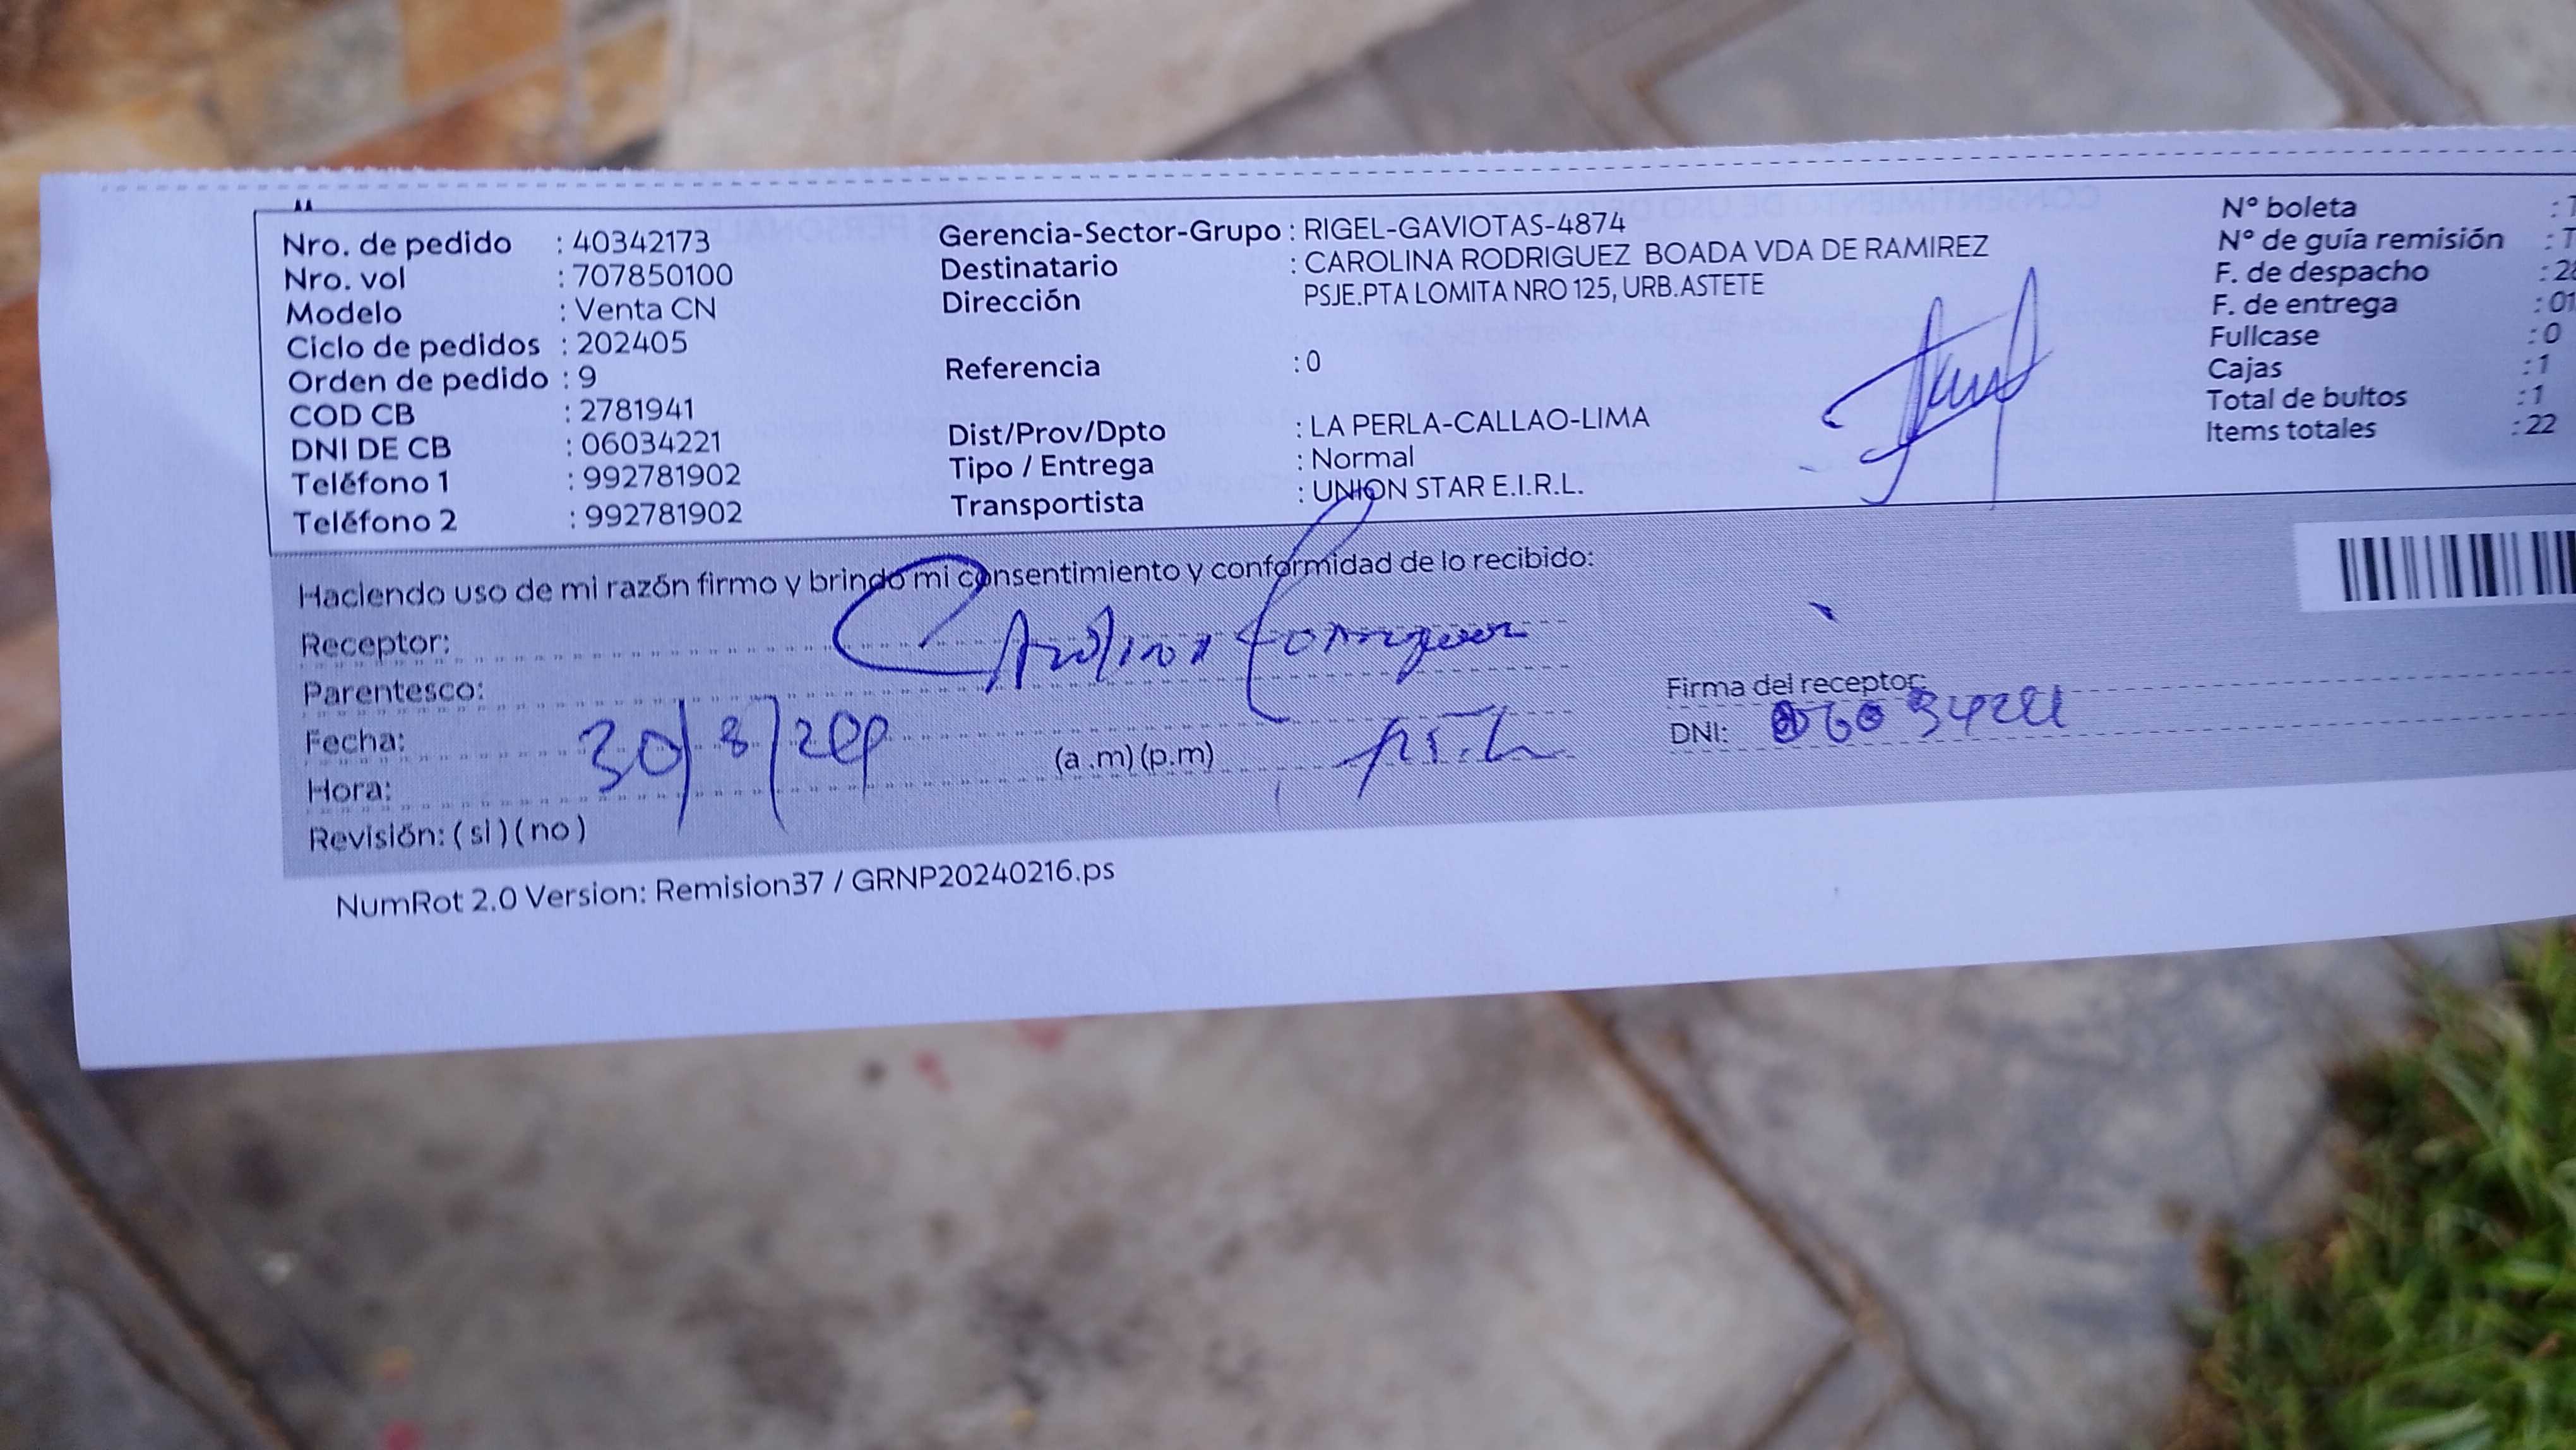 Nro. de pedido : 40342173
Nro. vol : 707850100
Modelo : Venta CN
Ciclo de pedidos : 202405
Orden de pedido : 9
COD CB : 2781941
DNI DE CB : 06034221
Teléfono 1 : 992781902
Teléfono 2 : 992781902
Gerencia-Sector-Grupo : RIGEL-GAVIOTAS-4874
Destinatario : CAROLINA RODRIGUEZ BOADA VDA DE RAMIREZ
Dirección PSJE.PTA LOMITA NRO 125, URB.ASTETE
Referencia : 0
Dist/Prov/Dpto : LA PERLA-CALLAO-LIMA
Tipo / Entrega : Normal
Transportista : UNION STAR E.I.R.L.
N° boleta : T
N° de guía remisión : T
F. de despacho : 28
F. de entrega : 01
Fullcase : 0
Cajas : 1
Total de bultos : 1
Items totales : 22
Haciendo uso de mi razón firmo y brindo mi consentimiento y conformidad de lo recibido:
Receptor: Carolina
Parentesco:
Fecha: 30/3/
Hora: (a .m) (p.m)
Revisión: ( si ) ( no )
Firma del receptor:
DNI:
NumRot 2.0 Version: Remision37 / GRNP20240216.ps